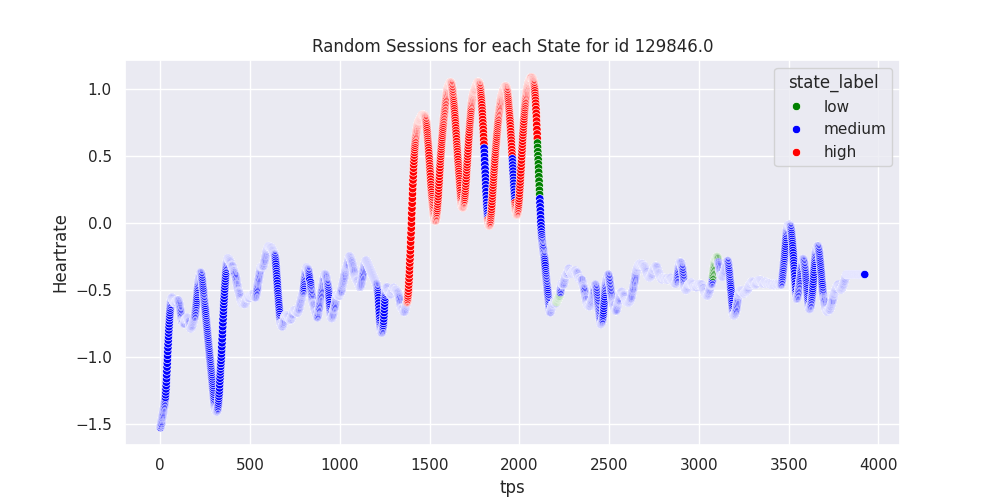 Random Sessions for each State for id 129846.0
state_label
low
medium
high
Heartrate
1.0
0.5
0.0
−0.5
−1.0
−1.5
0 500 1000 1500 2000 2500 3000 3500 4000
tps